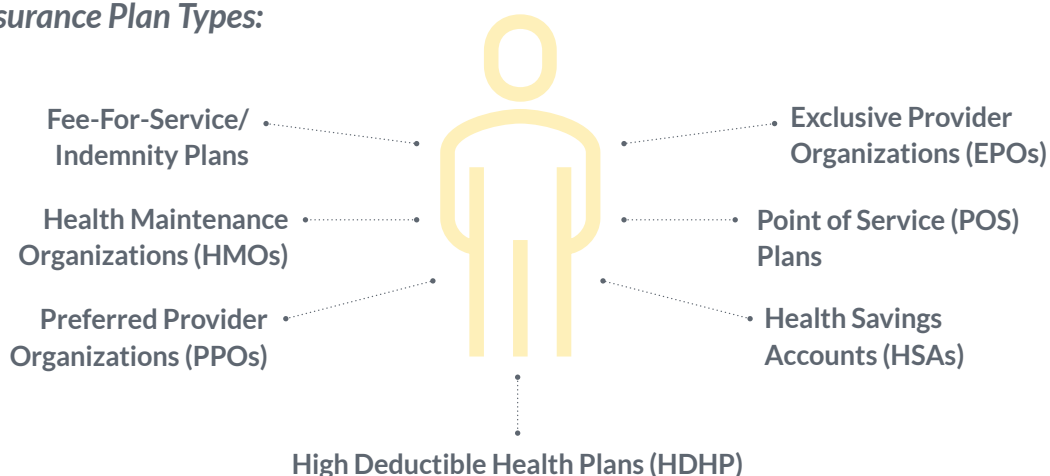 surance Plan Types:
Fee-For-Service/
Indemnity Plans
Health Maintenance
Organizations (HMOs)
Preferred Provider
Organizations (PPOs)
Exclusive Provider
Organizations (EPOs)
Point of Service (POS)
Plans
Health Savings
Accounts (HSAs)
High Deductible Health Plans (HDHP)